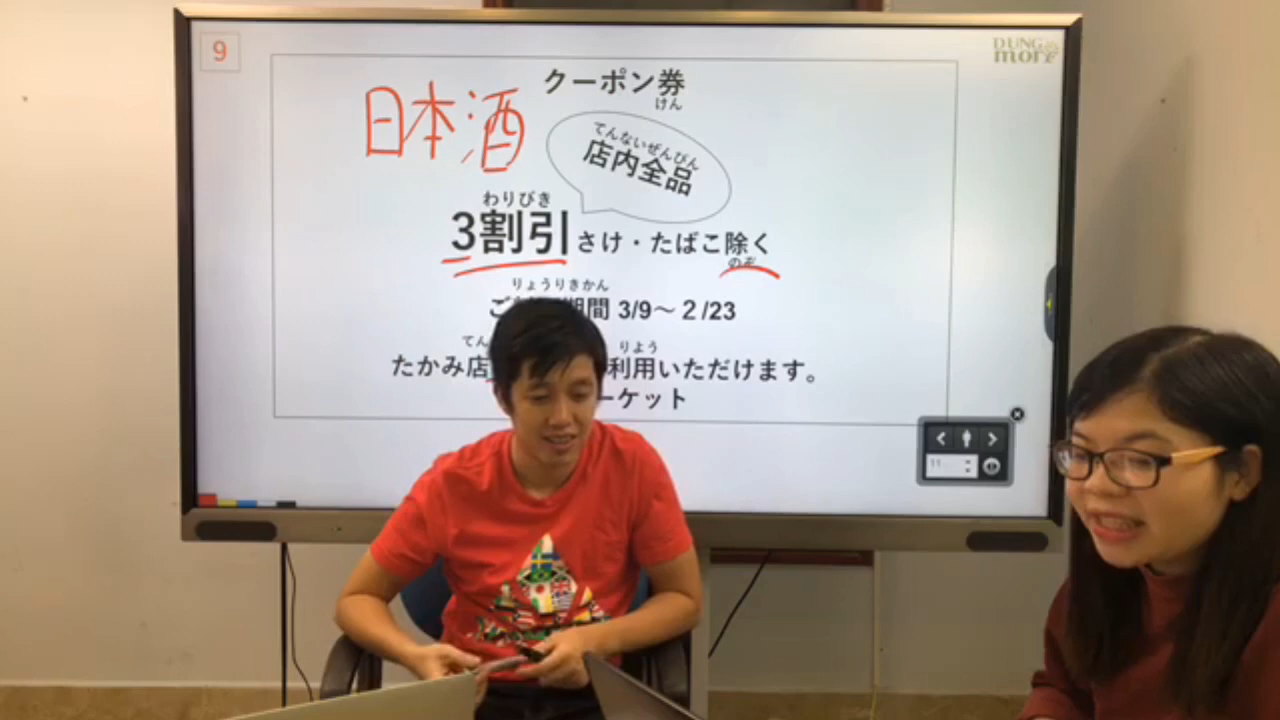 9
DUNG
mori
クーポン券
けん
日本酒
てんないぜんぴん
店内全品
わりびき
3割引 さけ・たばこ除く
のぞ
りょうりきかん
ご 期間 3/9～2/23
てん りよう
たかみ店 利用いただけます。
ーケット
11